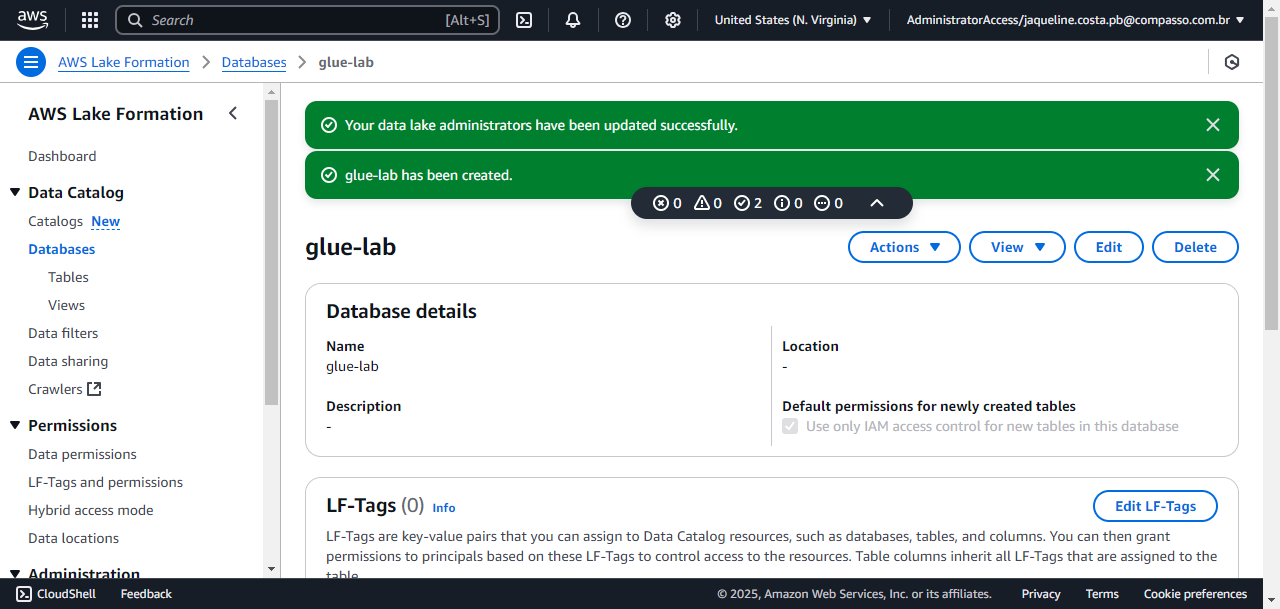 aws
Search [Alt+S]
United States (N. Virginia)
AdministratorAccess/jaqueline.costa.pb@compasso.com.br
AWS Lake Formation
Databases
glue-lab
AWS Lake Formation
Dashboard
Data Catalog
Catalogs New
Databases
Tables
Views
Data filters
Data sharing
Crawlers
Permissions
Data permissions
LF-Tags and permissions
Hybrid access mode
Data locations
Administration
Your data lake administrators have been updated successfully.
glue-lab has been created.
0 0 2 0 0
glue-lab
Actions
View
Edit
Delete
Database details
Name
glue-lab
Description
-
Location
-
Default permissions for newly created tables
Use only IAM access control for new tables in this database
LF-Tags (0) Info
Edit LF-Tags
LF-Tags are key-value pairs that you can assign to Data Catalog resources, such as databases, tables, and columns. You can then grant
permissions to principals based on these LF-Tags to control access to the resources. Table columns inherit all LF-Tags that are assigned to the
table.
CloudShell
Feedback
© 2025, Amazon Web Services, Inc. or its affiliates.
Privacy
Terms
Cookie preferences